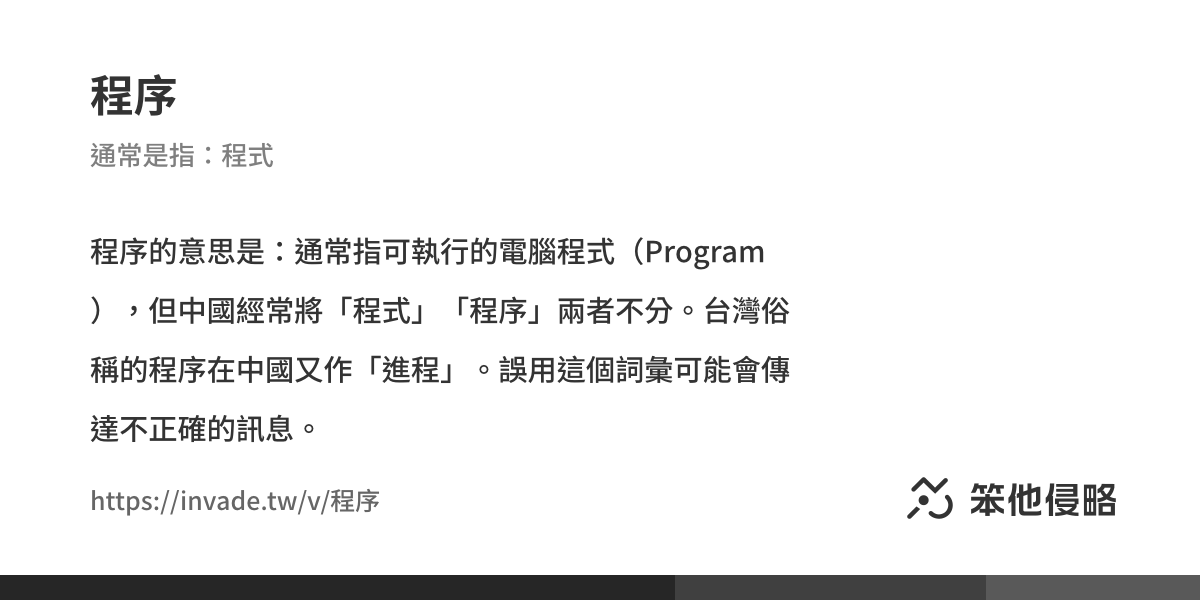 程序
通常是指：程式
程序的意思是：通常指可執行的電腦程式（Program
），但中國經常將「程式」「程序」兩者不分。台灣俗
稱的程序在中國又作「進程」。誤用這個詞彙可能會傳
達不正確的訊息。
https://invade.tw/v/程序
笨他侵略